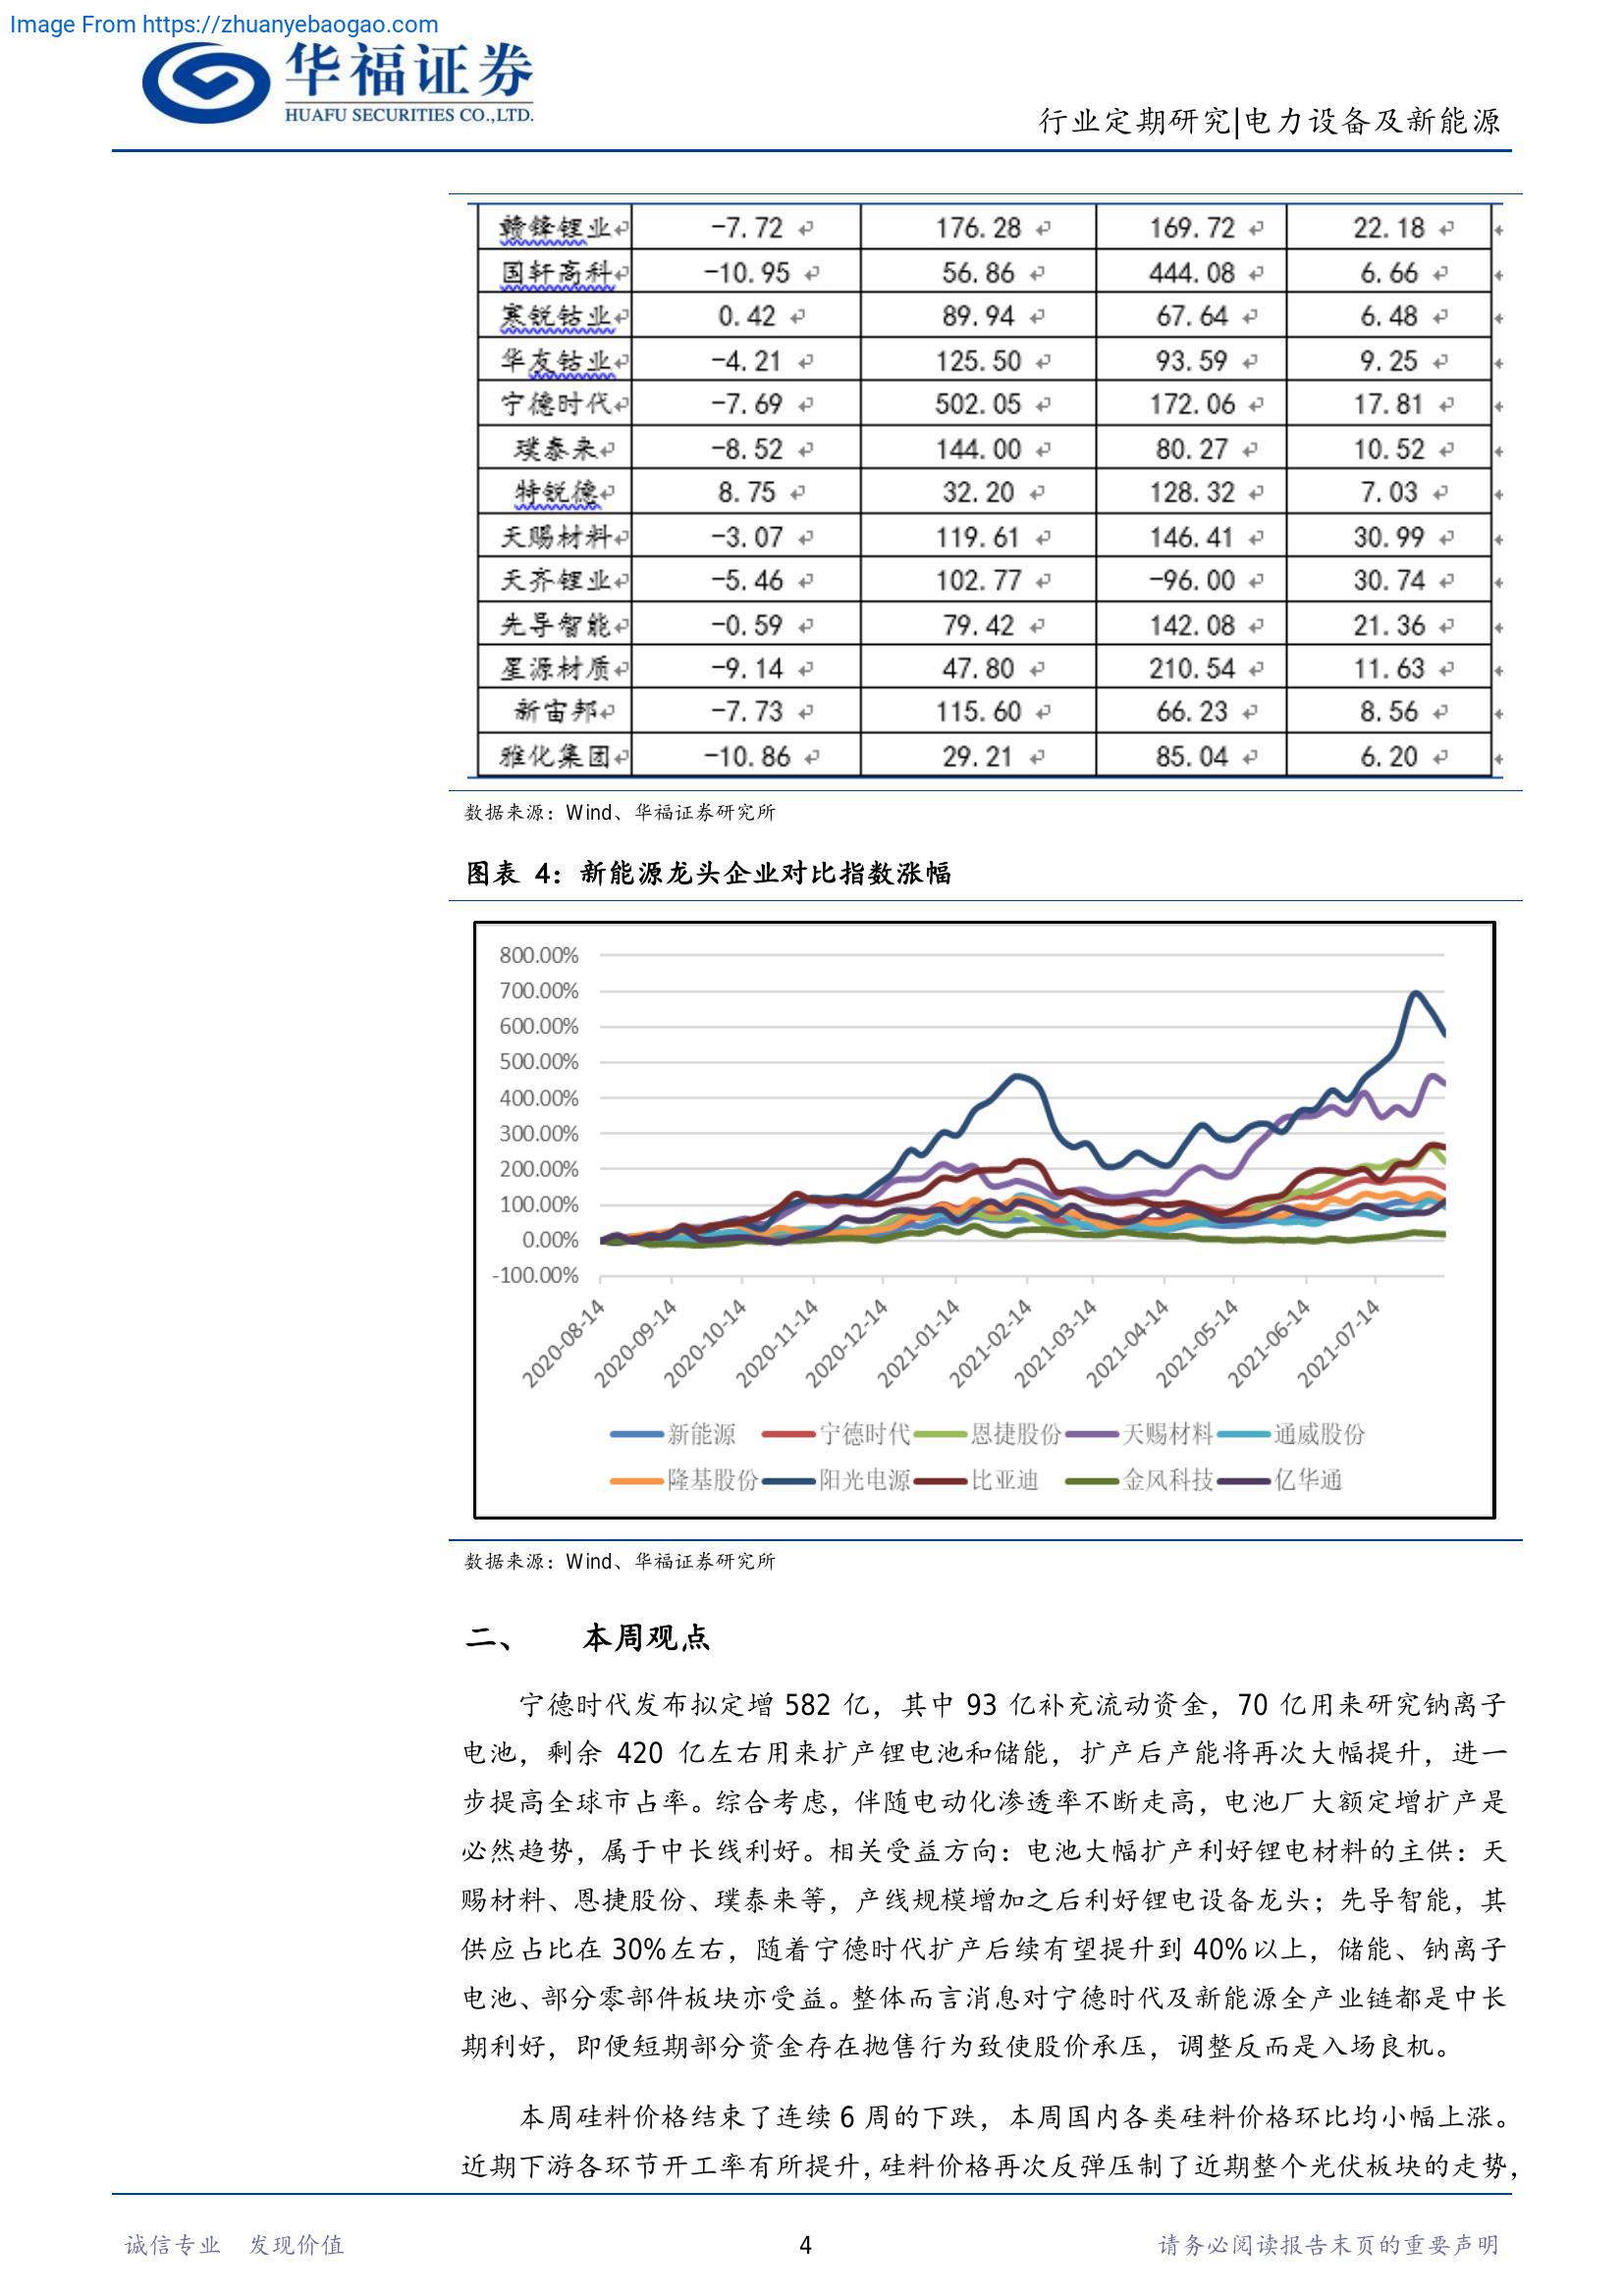 Image From https://zhuanyebaogao.com
华福证券
HUAFU SECURITIES CO.,LTD.
行业定期研究|电力设备及新能源
赣锋锂业 -7.72 176.28 169.72 22.18
国轩高科 -10.95 56.86 444.08 6.66
寒锐钴业 0.42 89.94 67.64 6.48
华友钴业 -4.21 125.50 93.59 9.25
宁德时代 -7.69 502.05 172.06 17.81
璞泰来 -8.52 144.00 80.27 10.52
特锐德 8.75 32.20 128.32 7.03
天赐材料 -3.07 119.61 146.41 30.99
天齐锂业 -5.46 102.77 -96.00 30.74
先导智能 -0.59 79.42 142.08 21.36
星源材质 -9.14 47.80 210.54 11.63
新宙邦 -7.73 115.60 66.23 8.56
雅化集团 -10.86 29.21 85.04 6.20
数据来源：Wind、华福证券研究所
图表 4：新能源龙头企业对比指数涨幅
800.00%
700.00%
600.00%
500.00%
400.00%
300.00%
200.00%
100.00%
0.00%
-100.00%
2020-08-14 2020-09-14 2020-10-14 2020-11-14 2020-12-14 2021-01-14 2021-02-14 2021-03-14 2021-04-14 2021-05-14 2021-06-14 2021-07-14
新能源 宁德时代 恩捷股份 天赐材料 通威股份
隆基股份 阳光电源 比亚迪 金风科技 亿华通
数据来源：Wind、华福证券研究所
二、 本周观点
宁德时代发布拟定增 582 亿，其中 93 亿补充流动资金，70 亿用来研究钠离子
电池，剩余 420 亿左右用来扩产锂电池和储能，扩产后产能将再次大幅提升，进一
步提高全球市占率。综合考虑，伴随电动化渗透率不断走高，电池厂大额定增扩产是
必然趋势，属于中长线利好。相关受益方向：电池大幅扩产利好锂电材料的主供：天
赐材料、恩捷股份、璞泰来等，产线规模增加之后利好锂电设备龙头；先导智能，其
供应占比在 30%左右，随着宁德时代扩产后续有望提升到 40%以上，储能、钠离子
电池、部分零部件板块亦受益。整体而言消息对宁德时代及新能源全产业链都是中长
期利好，即便短期部分资金存在抛售行为致使股价承压，调整反而是入场良机。
本周硅料价格结束了连续 6 周的下跌，本周国内各类硅料价格环比均小幅上涨。
近期下游各环节开工率有所提升，硅料价格再次反弹压制了近期整个光伏板块的走势，
诚信专业 发现价值 4 请务必阅读报告末页的重要声明